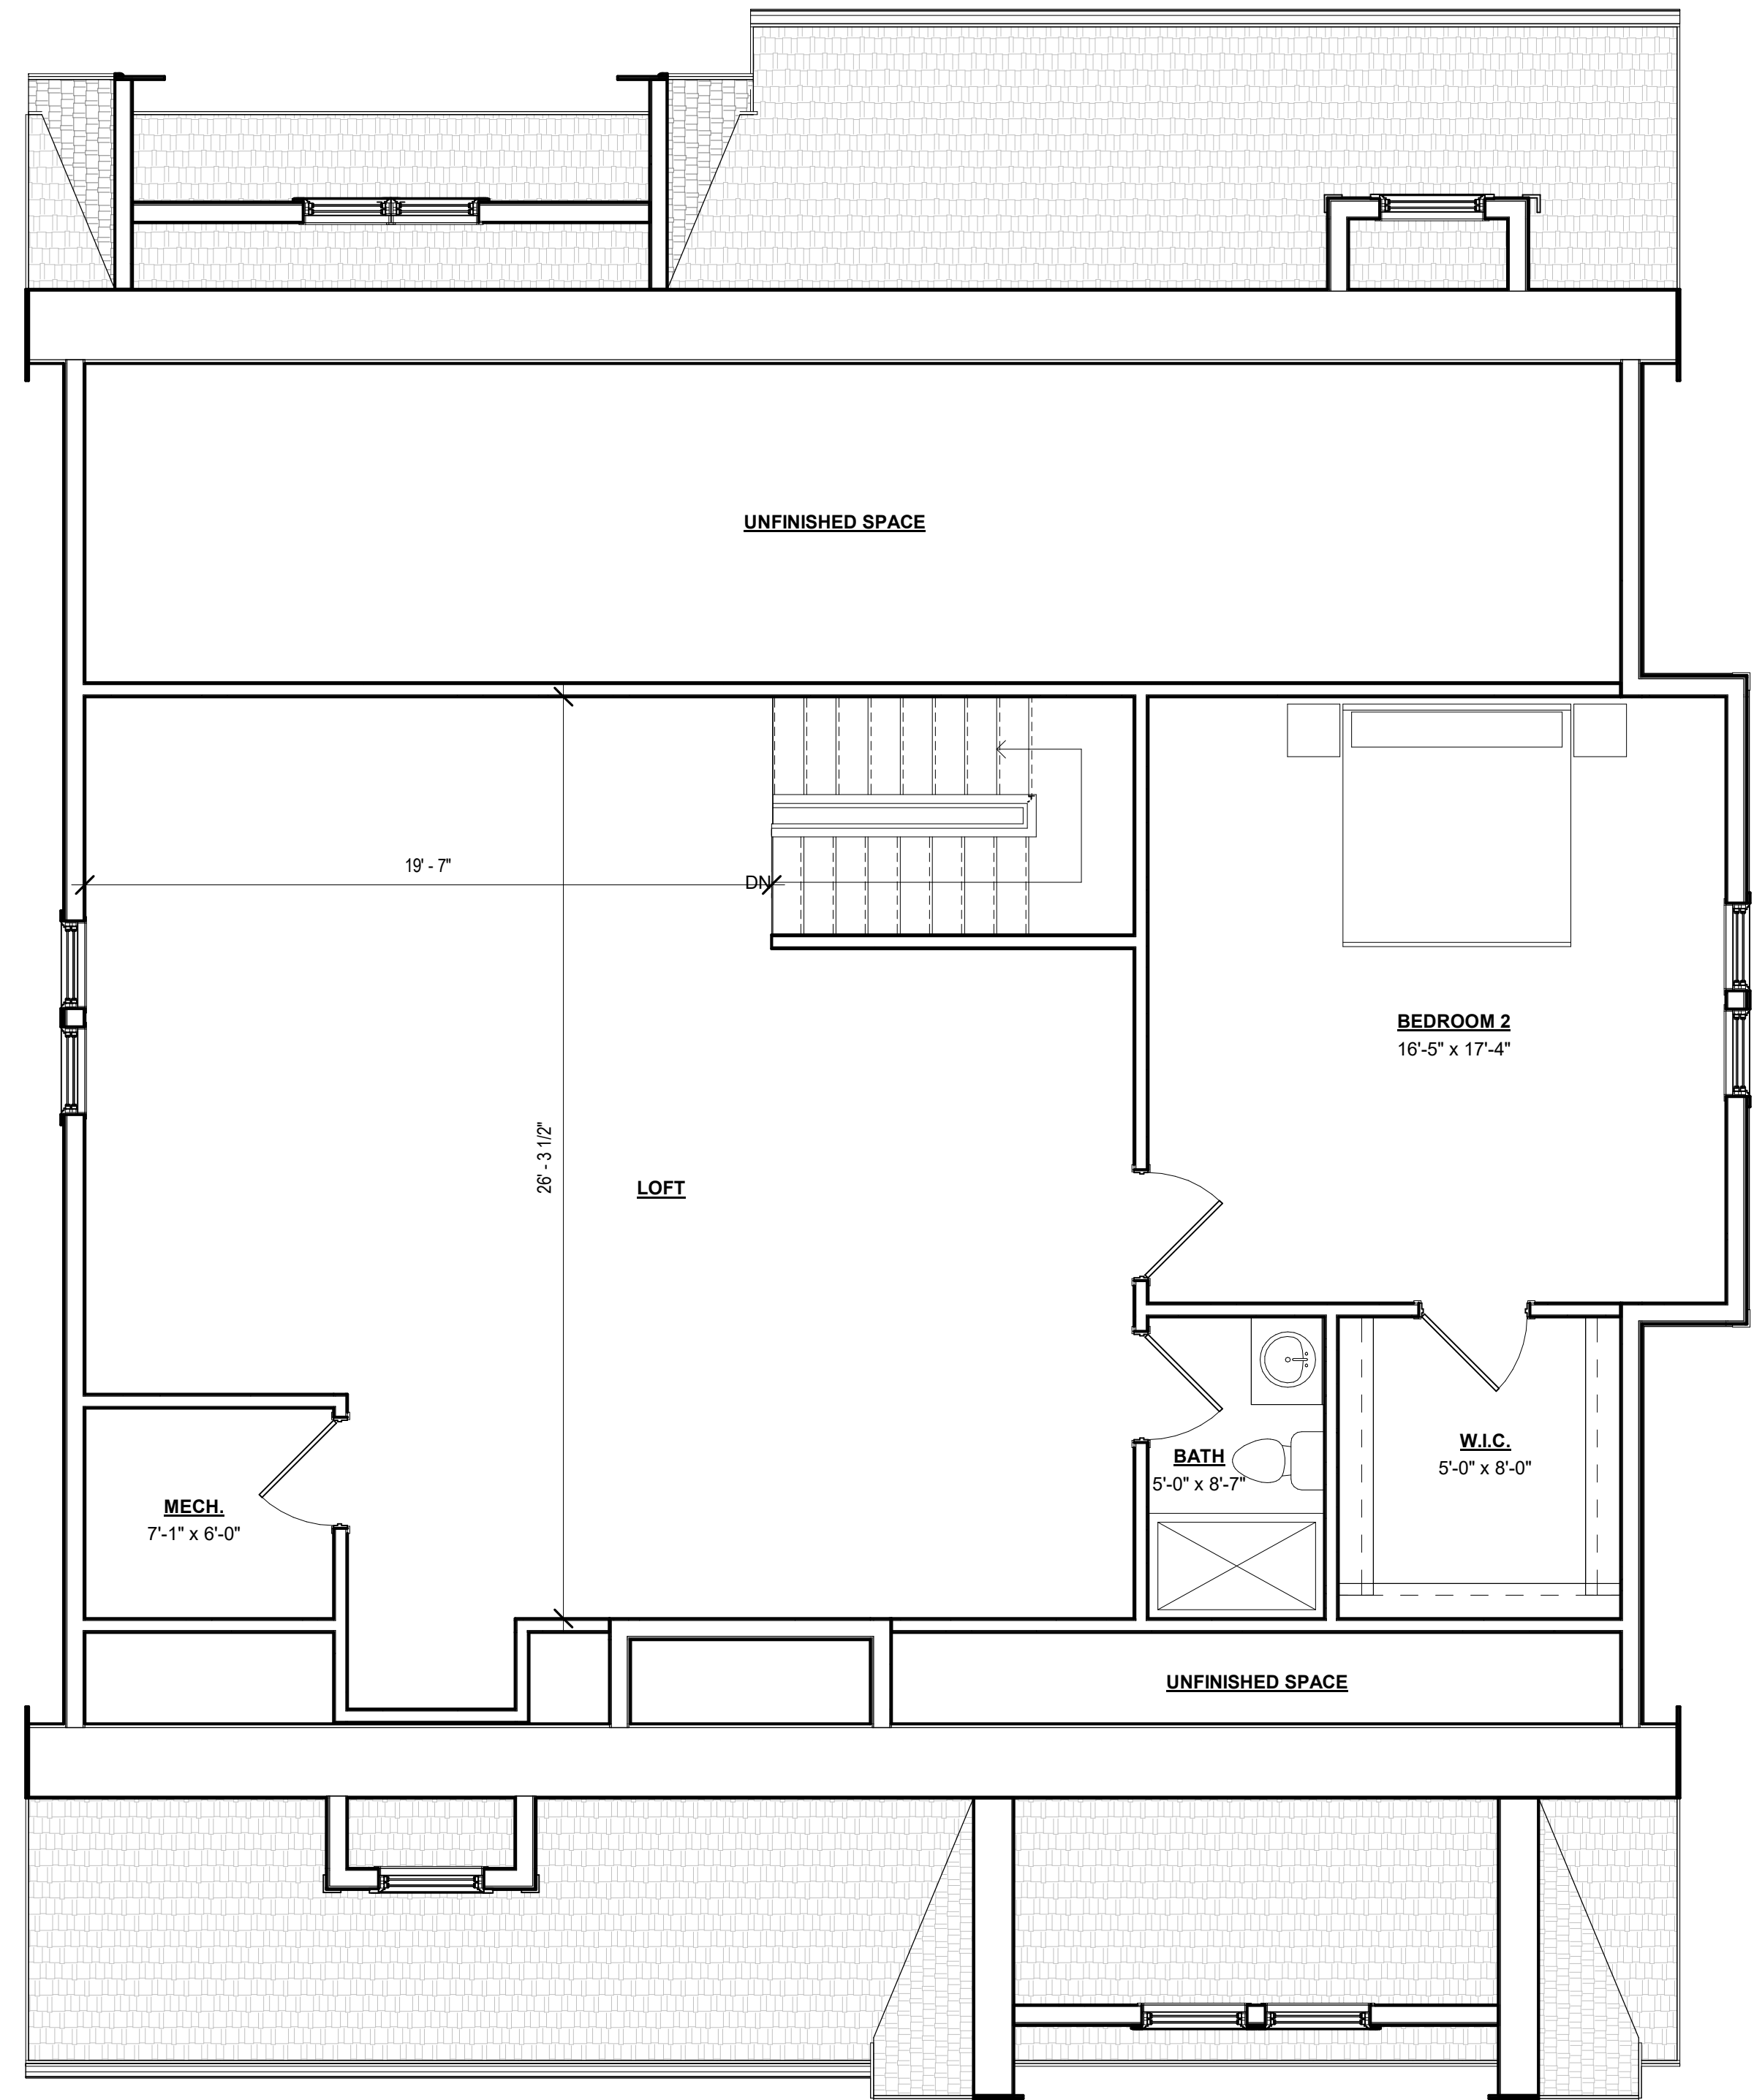 UNFINISHED SPACE
19' - 7"
DN
BEDROOM 2
16'-5" x 17'-4"
26' - 3 1/2"
LOFT
W.I.C.
5'-0" x 8'-0"
BATH
5'-0" x 8'-7"
MECH.
7'-1" x 6'-0"
UNFINISHED SPACE